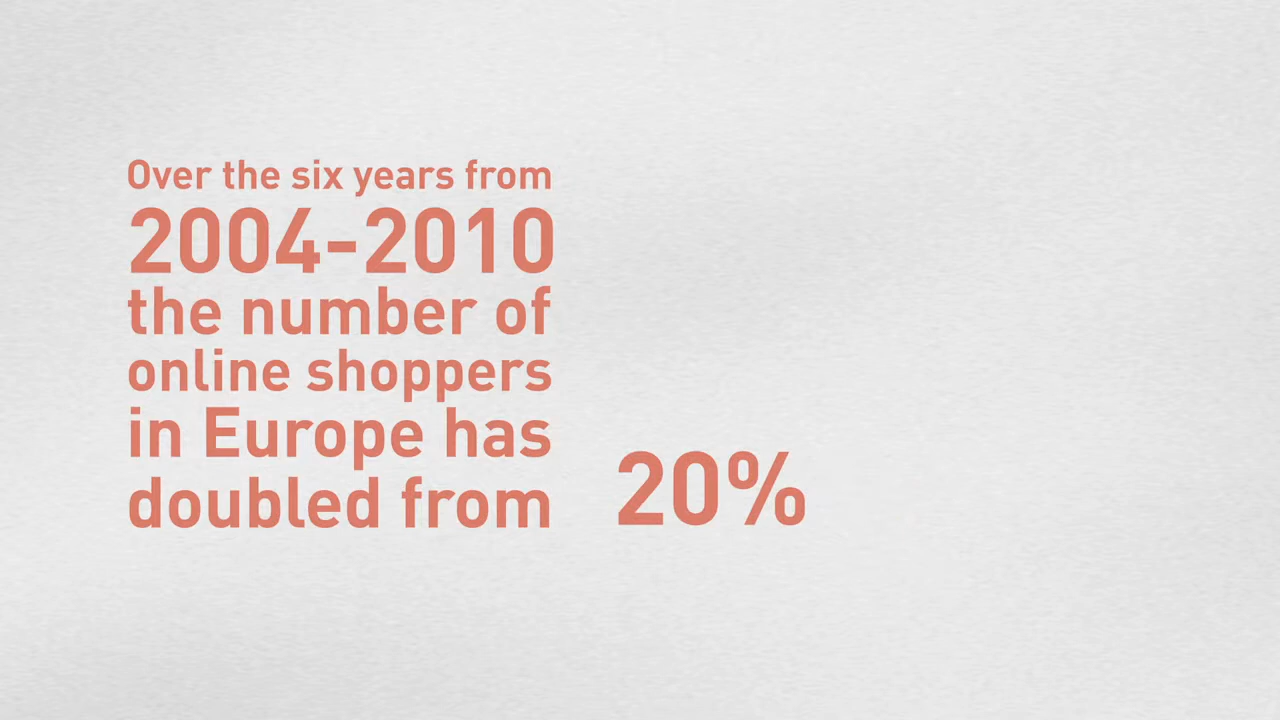 Over the six years from
2004-2010
the number of
online shoppers
in Europe has
doubled from
20%